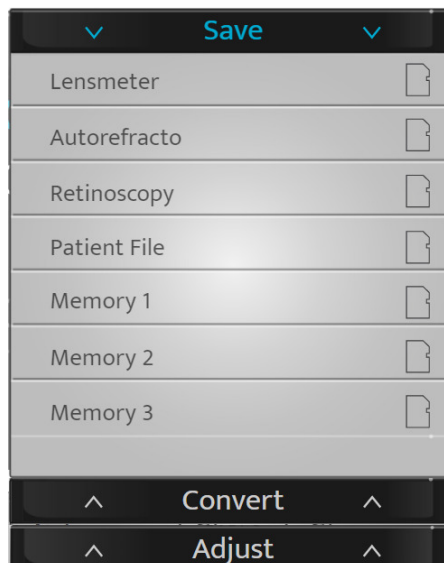 Save
Lensmeter
Autorefracto
Retinoscopy
Patient File
Memory 1
Memory 2
Memory 3
Convert
Adjust